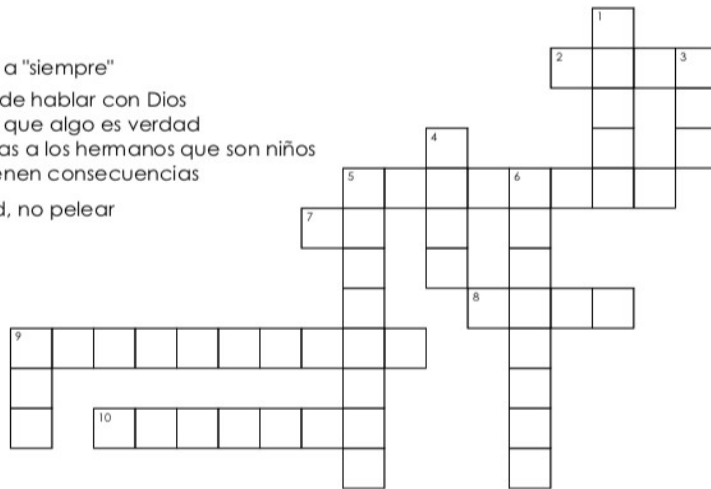 a "siempre"
de hablar con Dios
que algo es verdad
as a los hermanos que son niños
enen consecuencias
d, no pelear
1
2 3
4
5 6
7
8
9
10